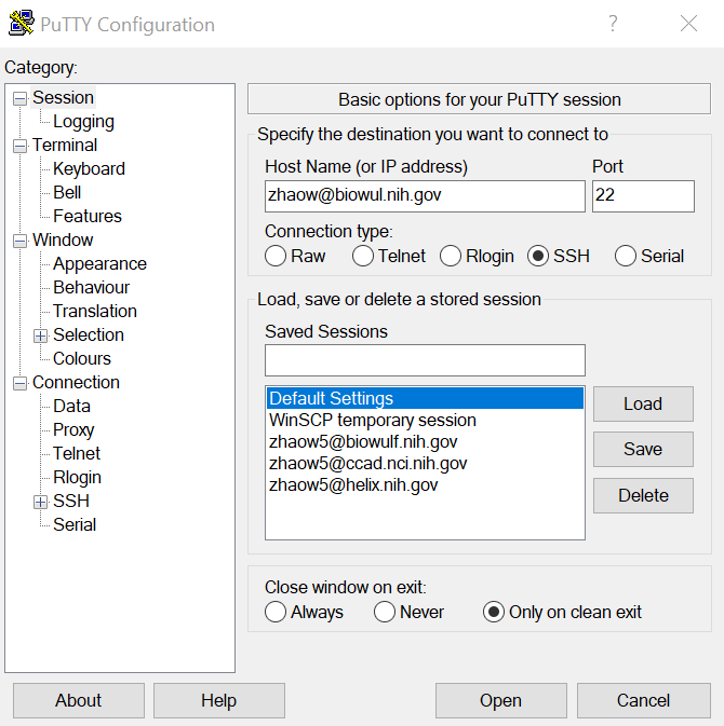 PuTTY Configuration
?
Category:
Session
Logging
Terminal
Keyboard
Bell
Features
Window
Appearance
Behaviour
Translation
Selection
Colours
Connection
Data
Proxy
Telnet
Rlogin
SSH
Serial
Basic options for your PuTTY session
Specify the destination you want to connect to
Host Name (or IP address) Port
zhaow@biowul.nih.gov 22
Connection type:
Raw Telnet Rlogin SSH Serial
Load, save or delete a stored session
Saved Sessions
Default Settings
WinSCP temporary session
zhaow5@biowulf.nih.gov
zhaow5@ccad.nci.nih.gov
zhaow5@helix.nih.gov
Load
Save
Delete
Close window on exit:
Always Never Only on clean exit
About Help Open Cancel